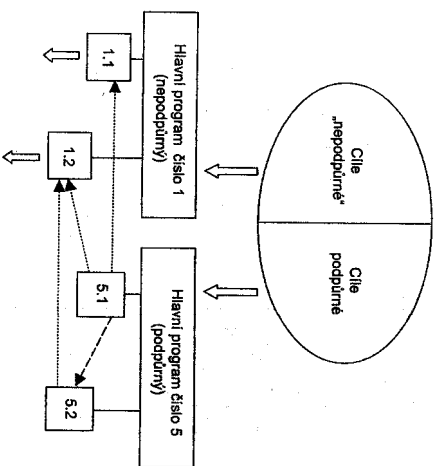 Cíle
„nepodpůrné“
Cíle
podpůrné
Hlavní program číslo 1
(nepodpůrný)
Hlavní program číslo 5
(podpůrný)
1.1
1.2
5.1
5.2